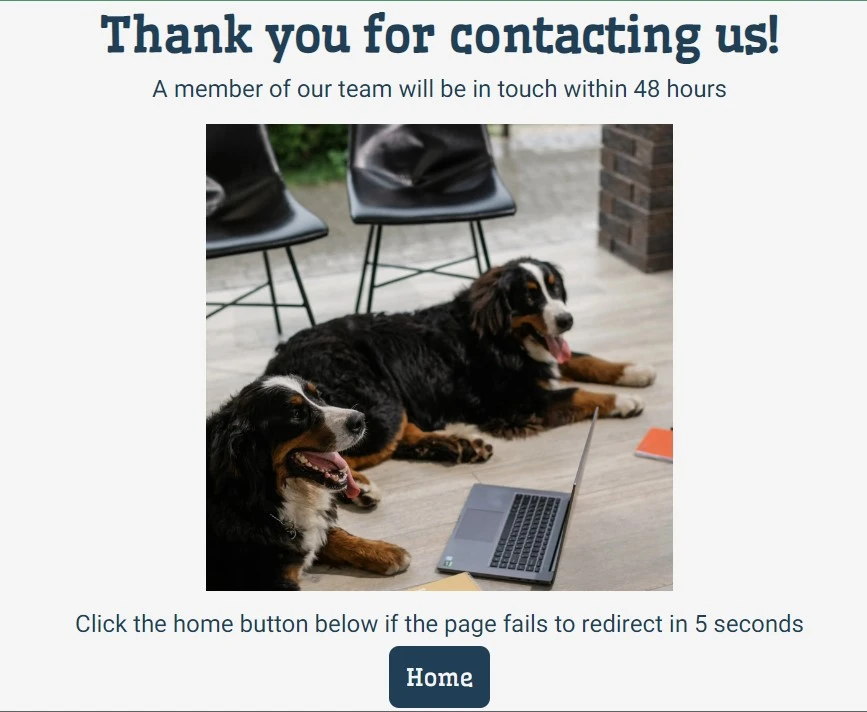 Thank you for contacting us!
A member of our team will be in touch within 48 hours
Click the home button below if the page fails to redirect in 5 seconds
Home